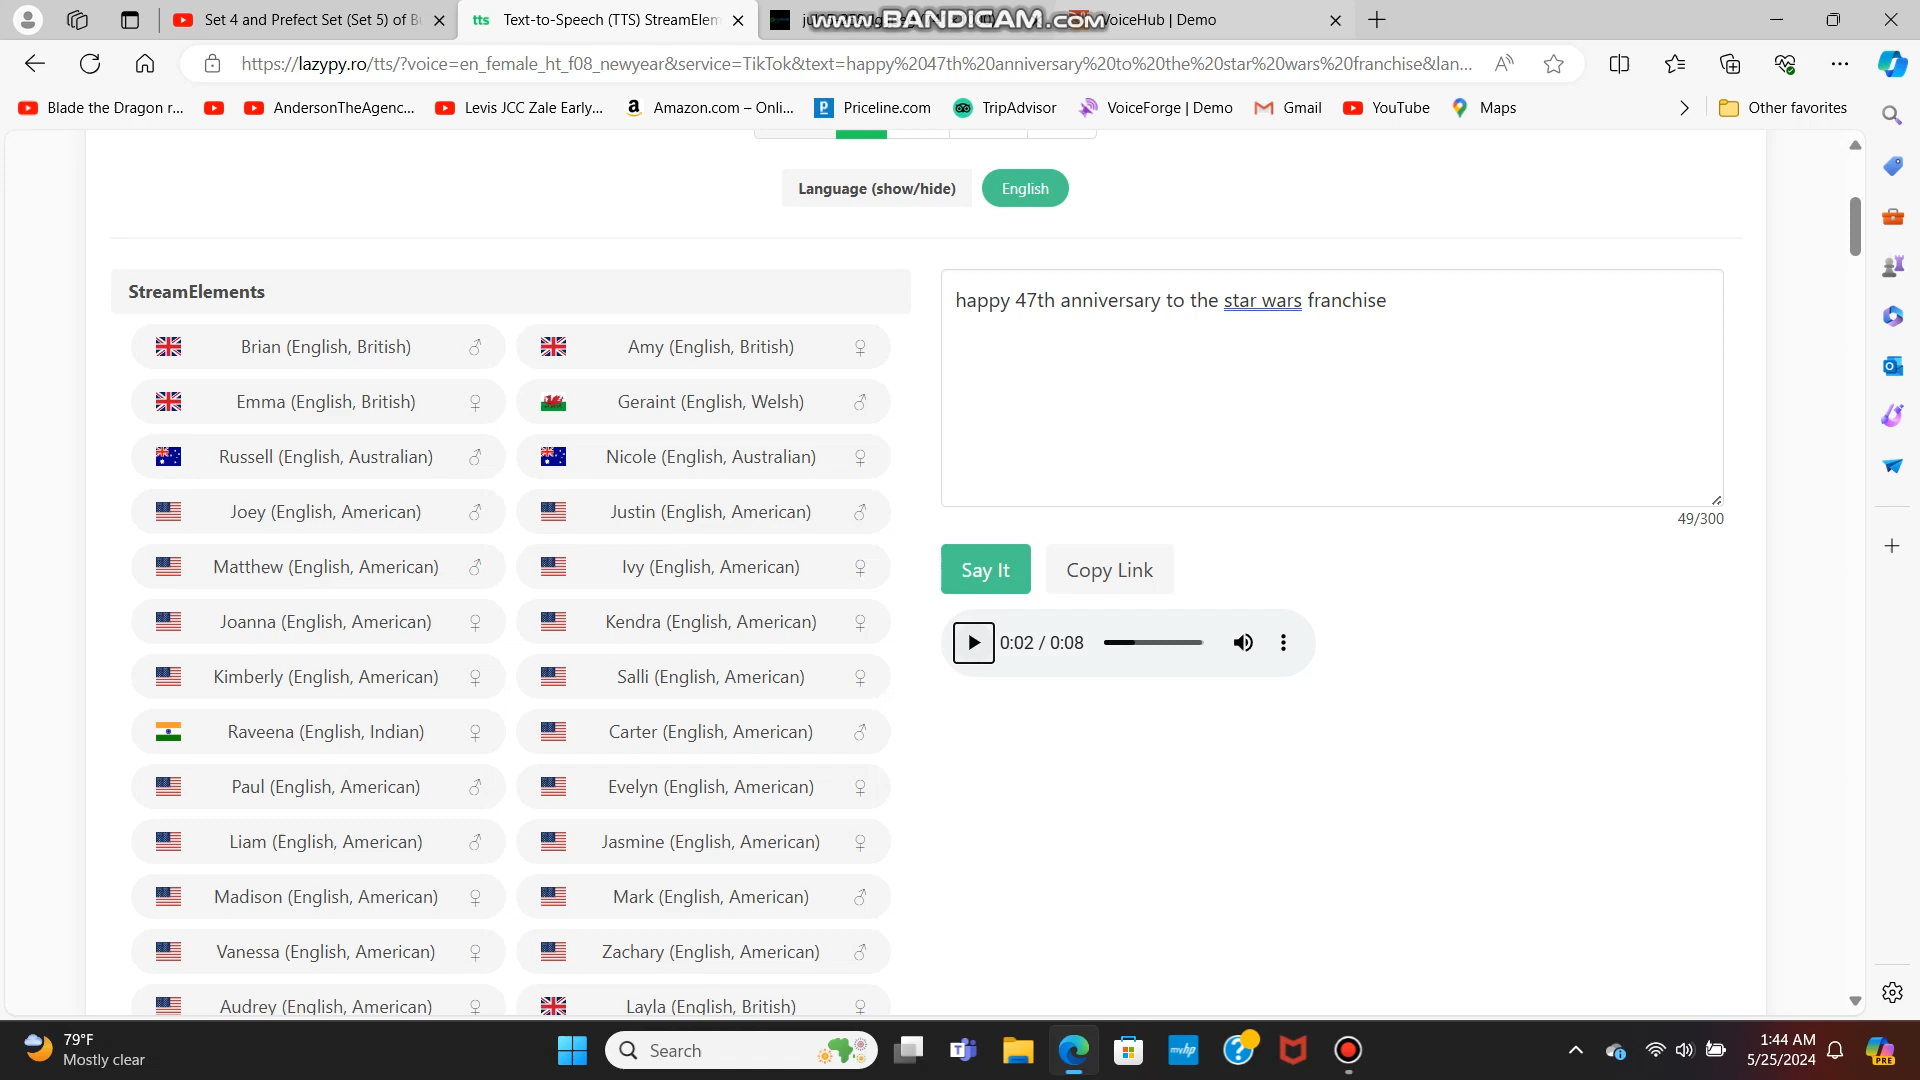 Set 4 and Prefect Set (Set 5) of B
tts Text-to-Speech (TTS) StreamElem
www.BANDICAM.com
VoiceHub | Demo
https://lazypy.ro/tts/?voice=en_female_ht_f08_newyear&service=TikTok&text=happy%2047th%20anniversary%20to%20the%20star%20wars%20franchise&lan...
Blade the Dragon r...
AndersonTheAgenc...
Levis JCC Zale Early...
Amazon.com – Onli...
Priceline.com
TripAdvisor
VoiceForge | Demo
Gmail
YouTube
Maps
Other favorites
Language (show/hide)
English
StreamElements
Brian (English, British)
Amy (English, British)
Emma (English, British)
Geraint (English, Welsh)
Russell (English, Australian)
Nicole (English, Australian)
Joey (English, American)
Justin (English, American)
Matthew (English, American)
Ivy (English, American)
Joanna (English, American)
Kendra (English, American)
Kimberly (English, American)
Salli (English, American)
Raveena (English, Indian)
Carter (English, American)
Paul (English, American)
Evelyn (English, American)
Liam (English, American)
Jasmine (English, American)
Madison (English, American)
Mark (English, American)
Vanessa (English, American)
Zachary (English, American)
Audrey (English, American)
Layla (English, British)
happy 47th anniversary to the star wars franchise
49/300
Say It
Copy Link
0:02 / 0:08
79°F
Mostly clear
Search
myhp
1:44 AM
5/25/2024
PRE